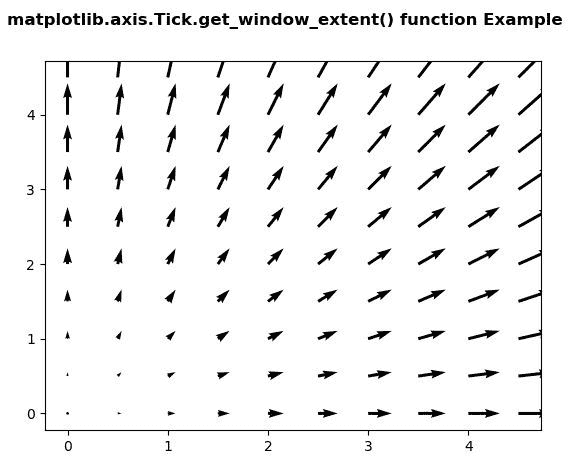 matplotlib.axis.Tick.get_window_extent() function Example
4
3
2
1
0
0 1 2 3 4